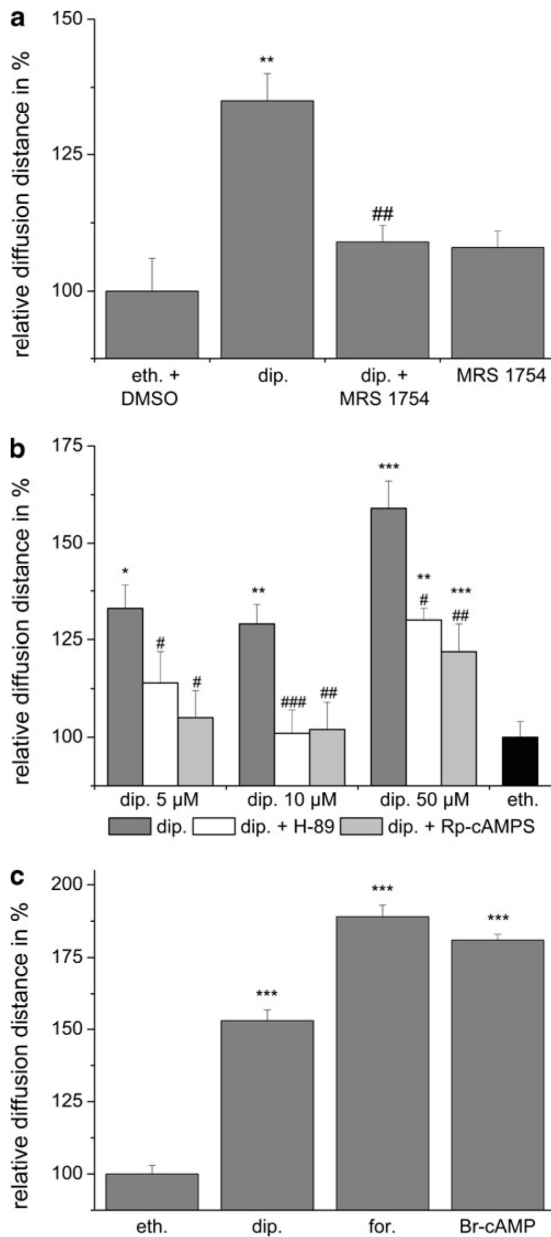 a
relative diffusion distance in %
150
125
100
**
##
eth. +
DMSO
dip.
dip. +
MRS 1754
MRS 1754
b
relative diffusion distance in %
175
150
125
100
*
#
#
**
###
##
***
**
#
***
##
dip. 5 µM
dip. 10 µM
dip. 50 µM
eth.
dip.
dip. + H-89
dip. + Rp-cAMPS
c
relative diffusion distance in %
200
175
150
125
100
***
***
***
eth.
dip.
for.
Br-cAMP